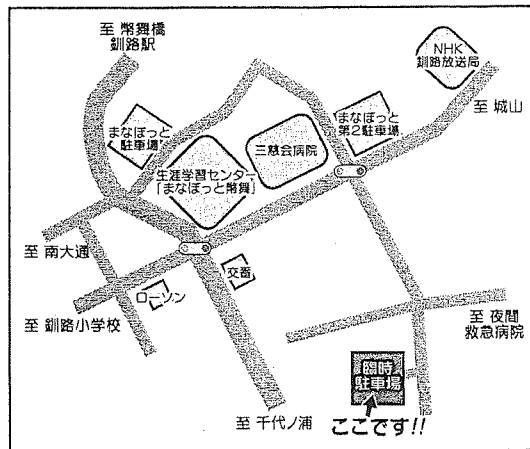 至 幣舞橋
釧路駅
NHK
釧路放送局
至 城山
まなぼっと
駐車場
まなぼっと
第2駐車場
三慈会病院
生涯学習センター
「まなぼっと幣舞」
至 南大通
交番
ローソン
至 釧路小学校
至 夜間
救急病院
臨時
駐車場
至 千代ノ浦
ここです!!